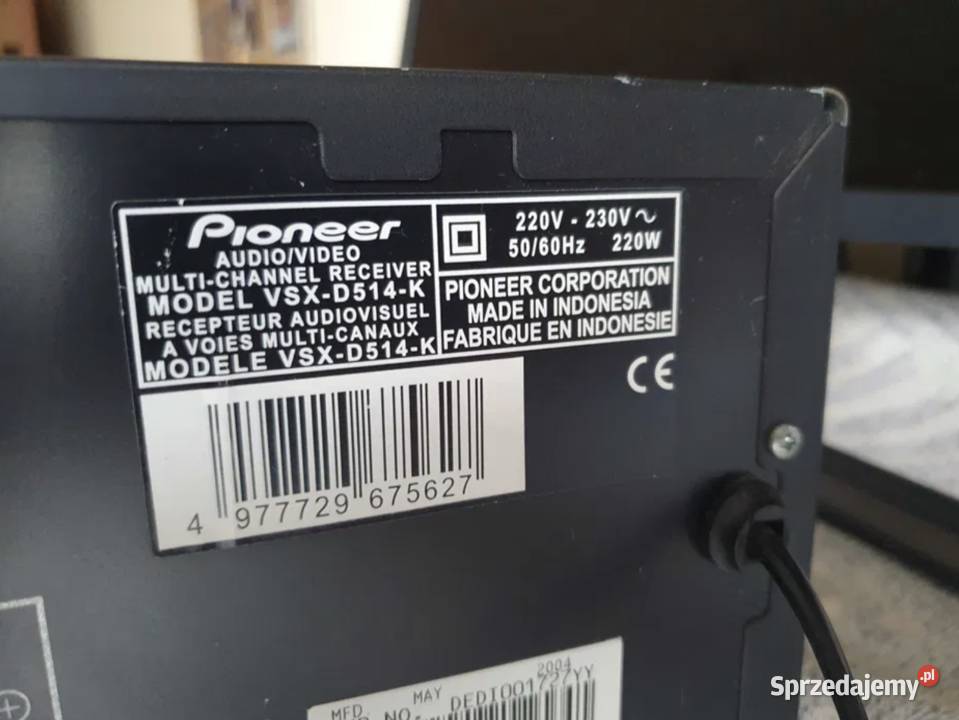 Pioneer
AUDIO/VIDEO
MULTI-CHANNEL RECEIVER
MODEL VSX-D514-K
RECEPTEUR AUDIOVISUEL
A VOIES MULTI-CANAUX
MODELE VSX-D514-K
220V - 230V ~
50/60Hz 220W
PIONEER CORPORATION
MADE IN INDONESIA
FABRIQUE EN INDONESIE
CE
4 977729 675627
MFD. MAY 2004
NO. DEDI001727YY
Sprzedajemy.pl